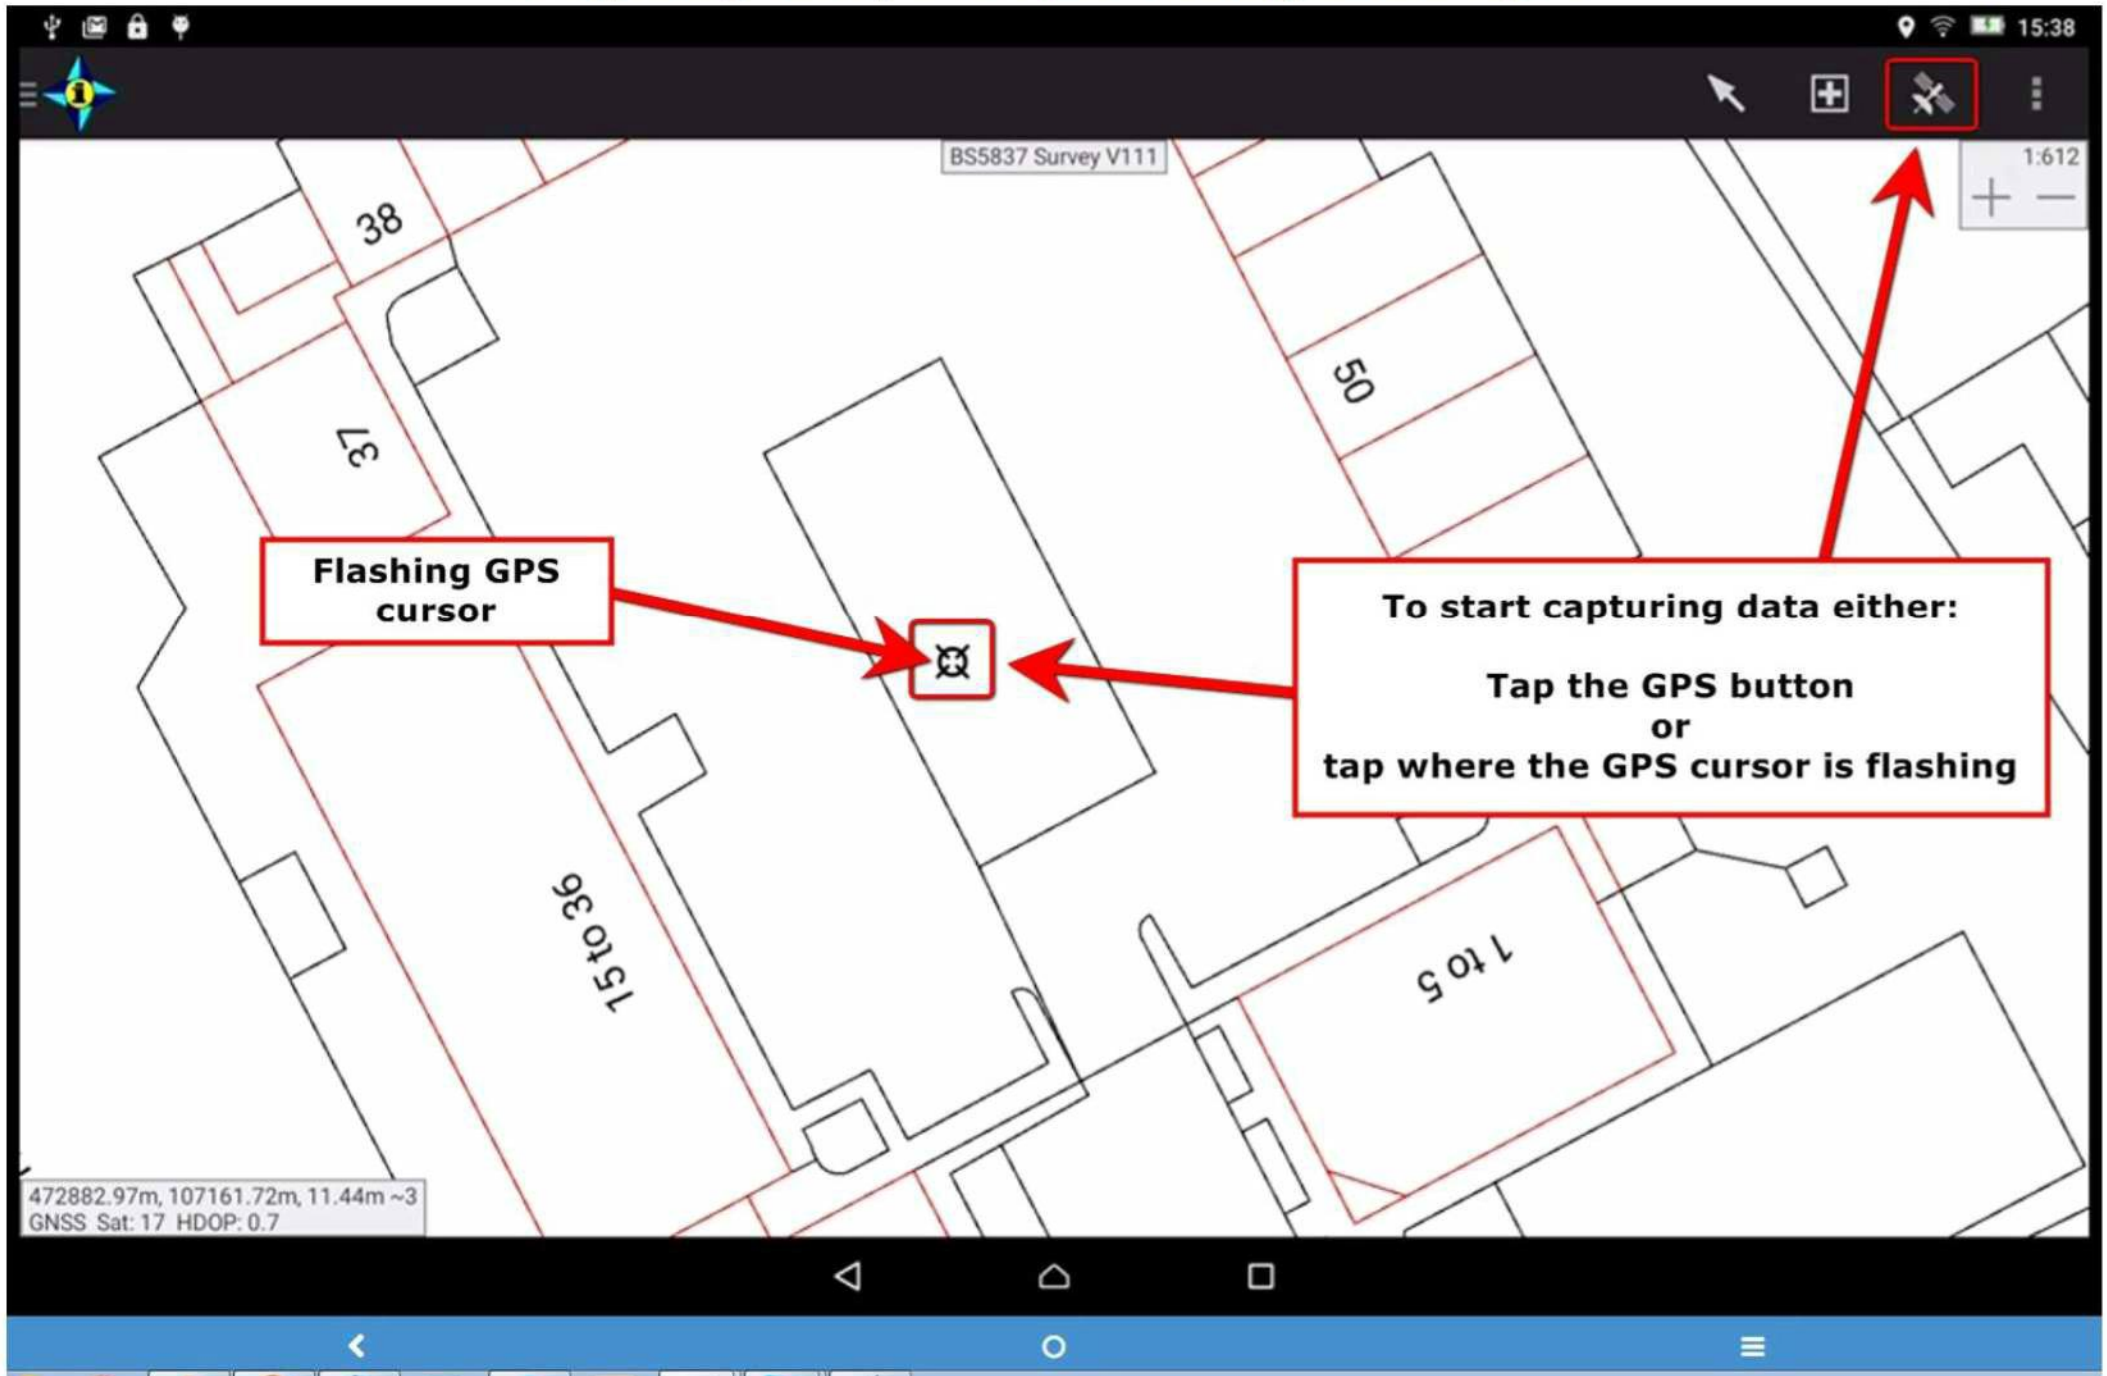 15:38
BS5837 Survey V111
1:612
38
37
50
Flashing GPS
cursor
To start capturing data either:
Tap the GPS button
or
tap where the GPS cursor is flashing
15 to 36
1 to 5
472882.97m, 107161.72m, 11.44m ~3
GNSS Sat: 17 HDOP: 0.7